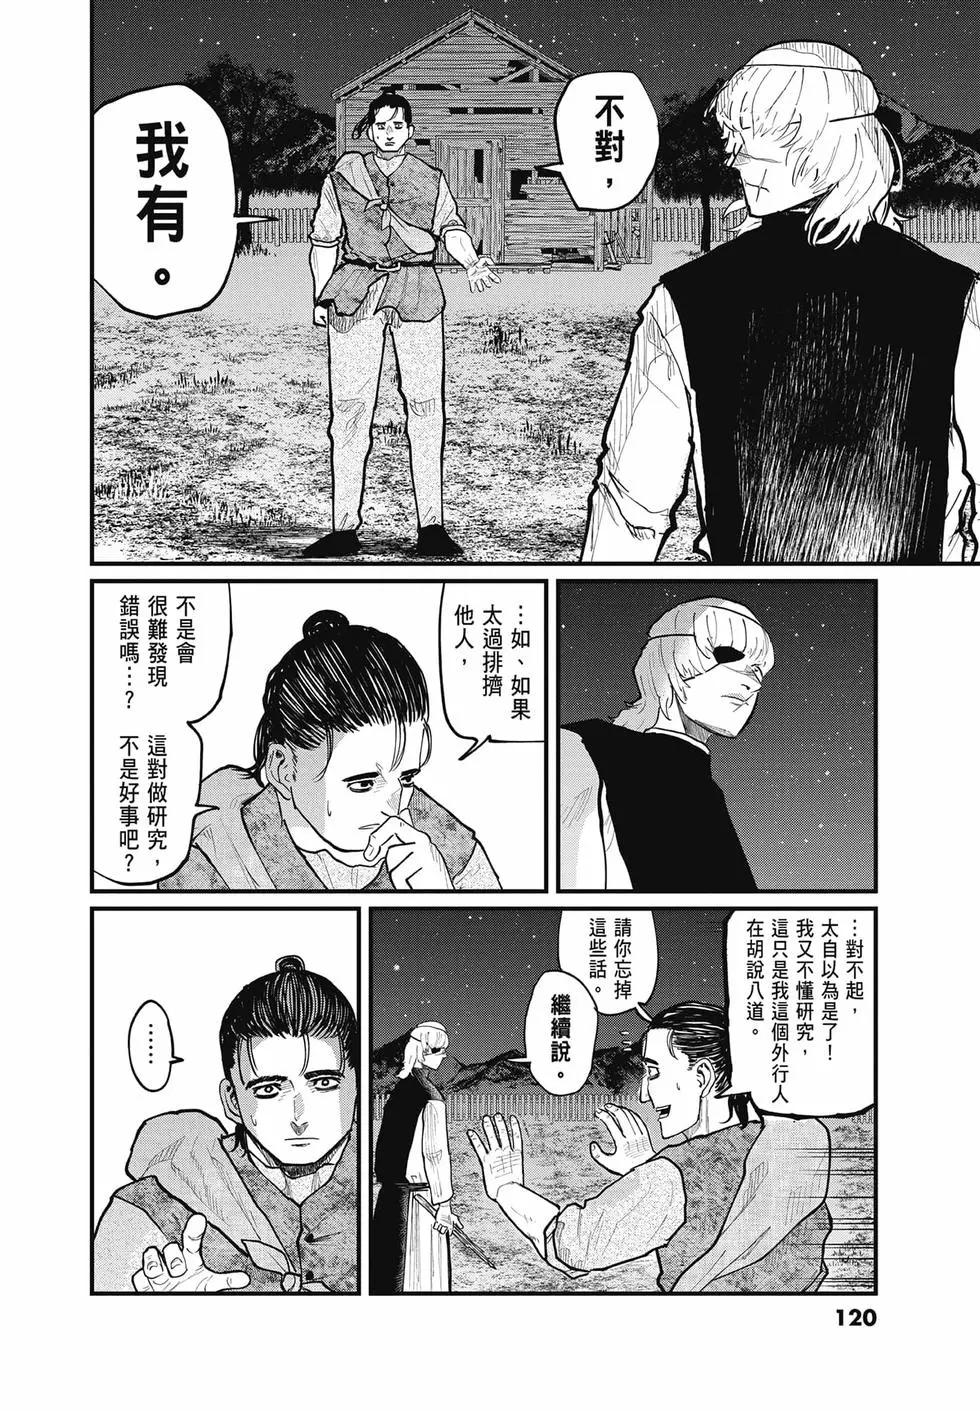 不對，
我有。
…如、如果
太過排擠
他人，
不是會
很難發現
錯誤嗎…？
這對做研究，
不是好事吧？
…對不起，
太自以為是了！
我又不懂研究，
這只是我這個外行人
在胡說八道。
請你忘掉
這些話。
繼續說。
……
120